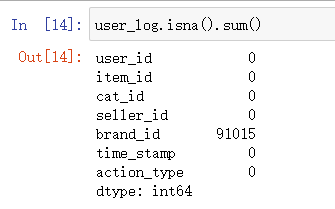 In [14]: user_log.isna().sum()
Out[14]: user_id 0
item_id 0
cat_id 0
seller_id 0
brand_id 91015
time_stamp 0
action_type 0
dtype: int64